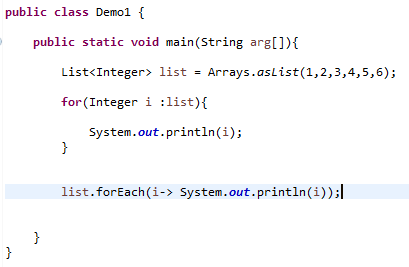 public class Demo1 {
public static void main(String arg[]){
List<Integer> list = Arrays.asList(1,2,3,4,5,6);
for(Integer i :list){
System.out.println(i);
}
list.forEach(i-> System.out.println(i));
}
}